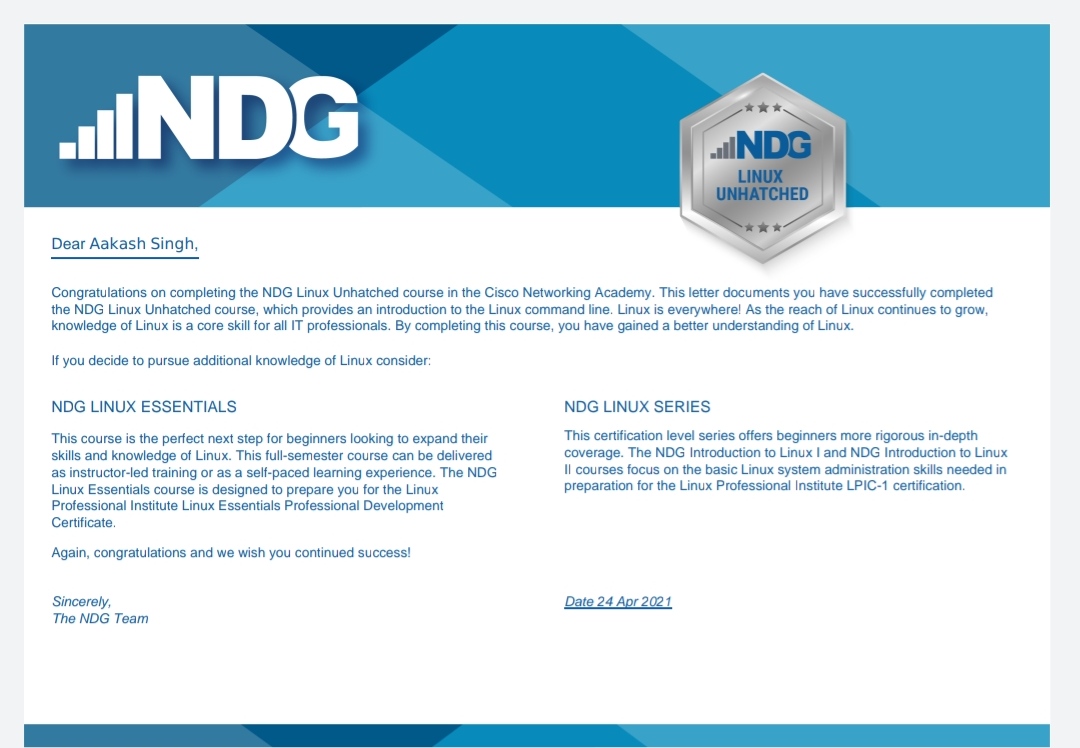 NDG
NDG
LINUX
UNHATCHED
Dear Aakash Singh,
Congratulations on completing the NDG Linux Unhatched course in the Cisco Networking Academy. This letter documents you have successfully completed
the NDG Linux Unhatched course, which provides an introduction to the Linux command line. Linux is everywhere! As the reach of Linux continues to grow,
knowledge of Linux is a core skill for all IT professionals. By completing this course, you have gained a better understanding of Linux.
If you decide to pursue additional knowledge of Linux consider:
NDG LINUX ESSENTIALS
This course is the perfect next step for beginners looking to expand their
skills and knowledge of Linux. This full-semester course can be delivered
as instructor-led training or as a self-paced learning experience. The NDG
Linux Essentials course is designed to prepare you for the Linux
Professional Institute Linux Essentials Professional Development
Certificate.
NDG LINUX SERIES
This certification level series offers beginners more rigorous in-depth
coverage. The NDG Introduction to Linux I and NDG Introduction to Linux
II courses focus on the basic Linux system administration skills needed in
preparation for the Linux Professional Institute LPIC-1 certification.
Again, congratulations and we wish you continued success!
Sincerely,
The NDG Team
Date 24 Apr 2021